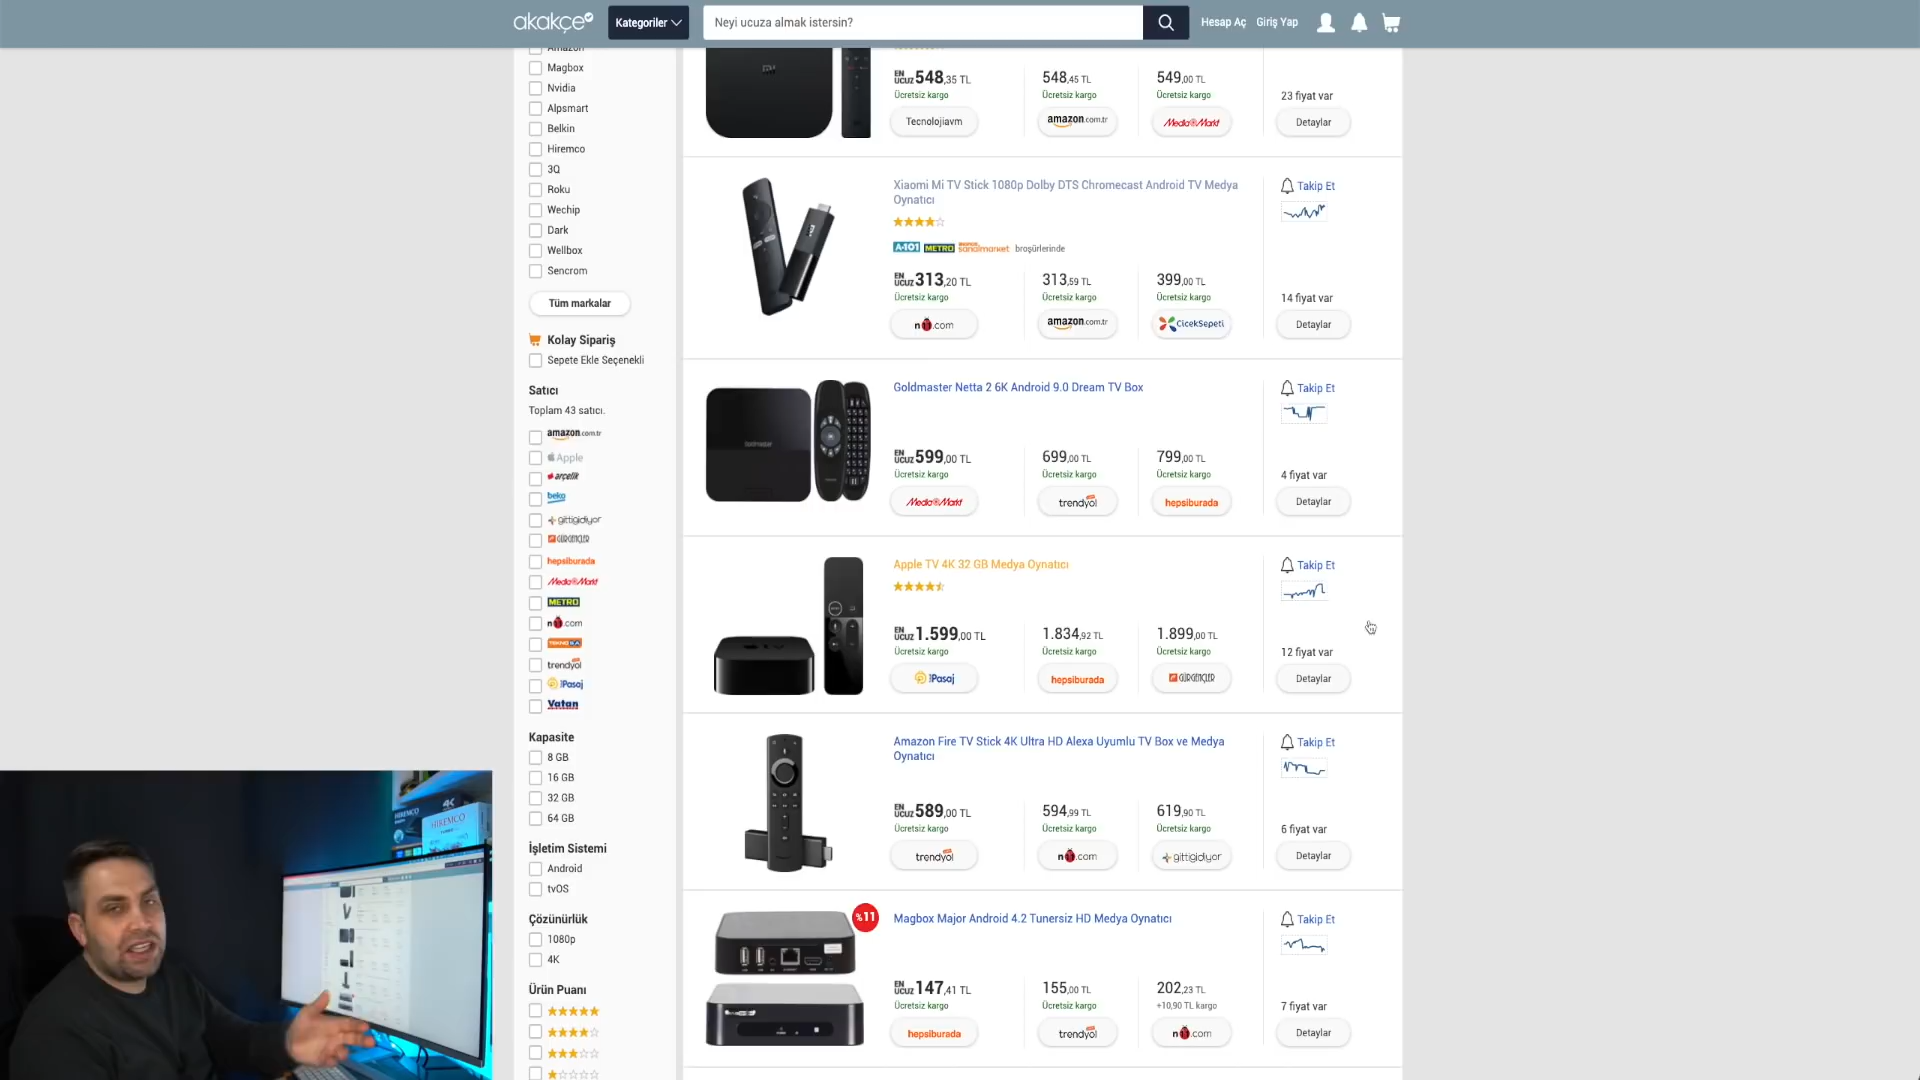 akakçe
Kategoriler
Neyi ucuza almak istersin?
Hesap Aç
Giriş Yap
Amazon
Magbox
Nvidia
Alpsmart
Belkin
Hiremco
3Q
Roku
Wechip
Dark
Wellbox
Sencrom
Tüm markalar
Kolay Sipariş
Sepete Ekle Seçenekli
Satıcı
Toplam 43 satıcı.
amazon.com.tr
Apple
arçelik
beko
gittigidiyor
GÜRGENÇLER
hepsiburada
MediaMarkt
METRO
n11.com
TEKNOSA
trendyol
Pasaj
Vatan
Kapasite
8 GB
16 GB
32 GB
64 GB
İşletim Sistemi
Android
tvOS
Çözünürlük
1080p
4K
Ürün Puanı
EN UCUZ 548,35 TL
Ücretsiz kargo
Tecnolojiavm
548,45 TL
Ücretsiz kargo
amazon.com.tr
549,00 TL
Ücretsiz kargo
MediaMarkt
23 fiyat var
Detaylar
Xiaomi Mi TV Stick 1080p Dolby DTS Chromecast Android TV Medya
Oynatıcı
A101 METRO sanalmarket broşürlerinde
EN UCUZ 313,20 TL
Ücretsiz kargo
n11.com
313,59 TL
Ücretsiz kargo
amazon.com.tr
399,00 TL
Ücretsiz kargo
CicekSepeti
Takip Et
14 fiyat var
Detaylar
Goldmaster Netta 2 6K Android 9.0 Dream TV Box
EN UCUZ 599,00 TL
Ücretsiz kargo
MediaMarkt
699,00 TL
Ücretsiz kargo
trendyol
799,00 TL
Ücretsiz kargo
hepsiburada
Takip Et
4 fiyat var
Detaylar
Apple TV 4K 32 GB Medya Oynatıcı
EN UCUZ 1.599,00 TL
Ücretsiz kargo
Pasaj
1.834,92 TL
Ücretsiz kargo
hepsiburada
1.899,00 TL
Ücretsiz kargo
GÜRGENÇLER
Takip Et
12 fiyat var
Detaylar
Amazon Fire TV Stick 4K Ultra HD Alexa Uyumlu TV Box ve Medya
Oynatıcı
EN UCUZ 589,00 TL
Ücretsiz kargo
trendyol
594,99 TL
Ücretsiz kargo
n11.com
619,90 TL
Ücretsiz kargo
gittigidiyor
Takip Et
6 fiyat var
Detaylar
%11
Magbox Major Android 4.2 Tunersiz HD Medya Oynatıcı
EN UCUZ 147,41 TL
Ücretsiz kargo
hepsiburada
155,00 TL
Ücretsiz kargo
trendyol
202,23 TL
+10,90 TL kargo
n11.com
Takip Et
7 fiyat var
Detaylar
4K
HIREMCO
HIREMCO